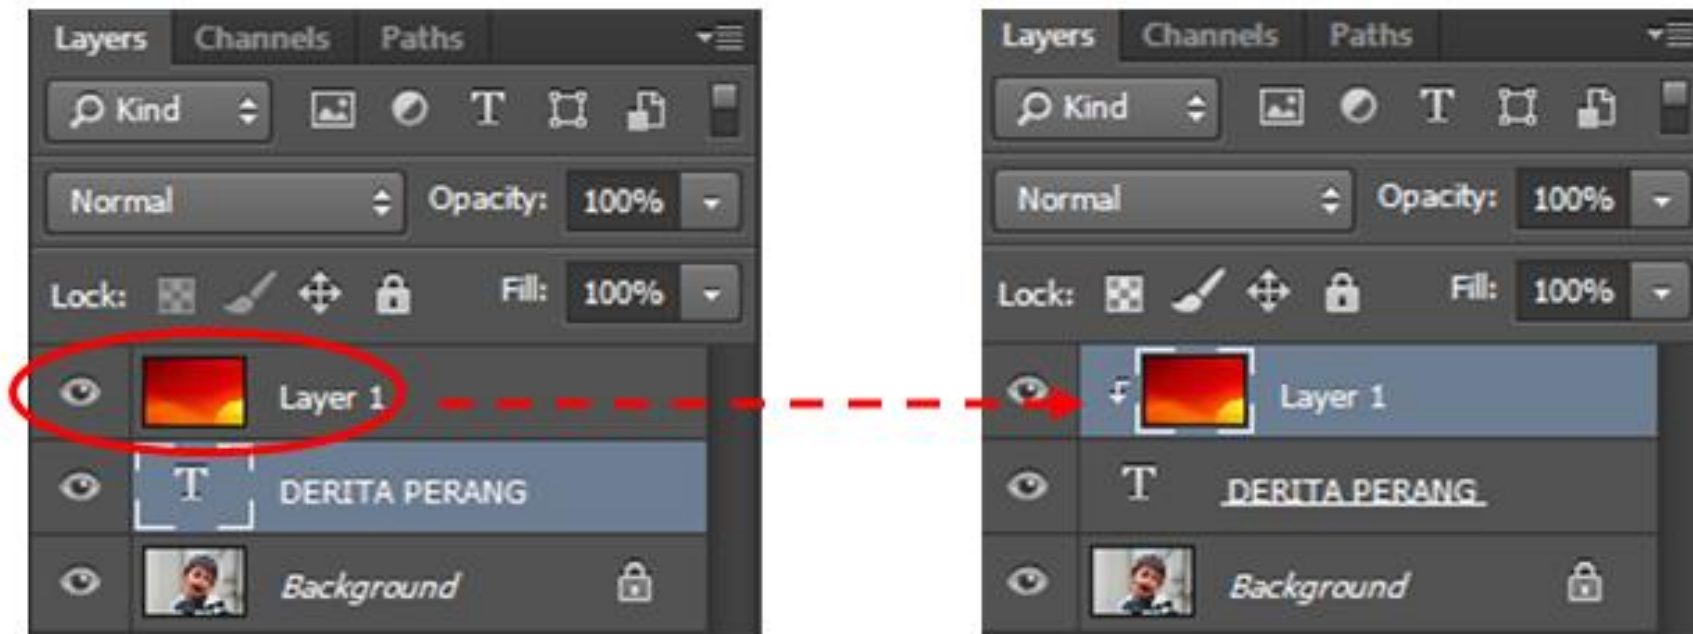 Layers Channels Paths
Kind T
Normal Opacity: 100%
Lock: Fill: 100%
Layer 1
T DERITA PERANG
Background
Layers Channels Paths
Kind T
Normal Opacity: 100%
Lock: Fill: 100%
Layer 1
T DERITA PERANG
Background